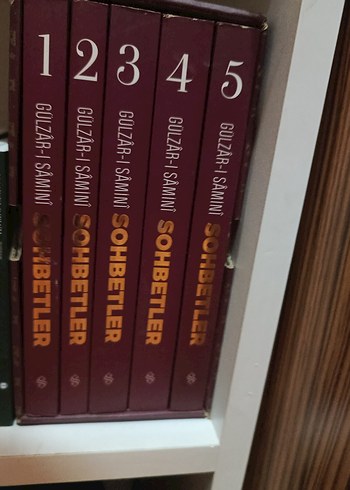 1
GÜLZÂR-I SÂMİNÎ
SOHBETLER
2
GÜLZÂR-I SÂMİNÎ
SOHBETLER
3
GÜLZÂR-I SÂMİNÎ
SOHBETLER
4
GÜLZÂR-I SÂMİNÎ
SOHBETLER
5
GÜLZÂR-I SÂMİNÎ
SOHBETLER